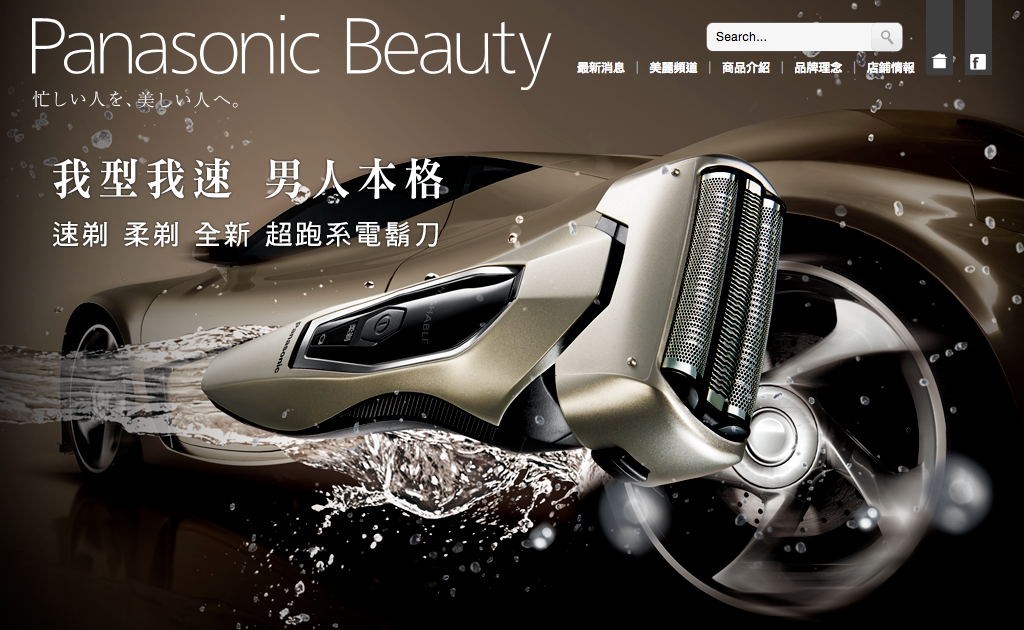 Panasonic Beauty
忙しい人を、美しい人へ。
Search...
最新消息 | 美麗頻道 | 商品介紹 | 品牌理念 | 店鋪情報
我型我速 男人本格
速剃 柔剃 全新 超跑系電鬍刀
Panasonic